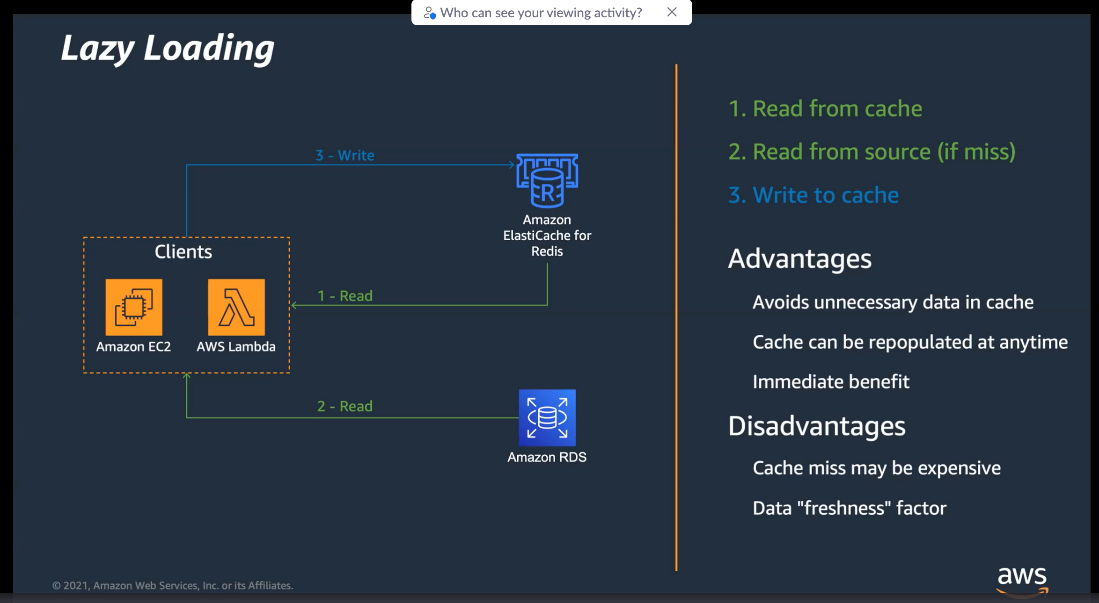 Who can see your viewing activity?
Lazy Loading
3 - Write
Amazon
ElastiCache for
Redis
R
Clients
Amazon EC2
AWS Lambda
1 - Read
2 - Read
Amazon RDS
1. Read from cache
2. Read from source (if miss)
3. Write to cache
Advantages
Avoids unnecessary data in cache
Cache can be repopulated at anytime
Immediate benefit
Disadvantages
Cache miss may be expensive
Data "freshness" factor
© 2021, Amazon Web Services, Inc. or its Affiliates.
aws